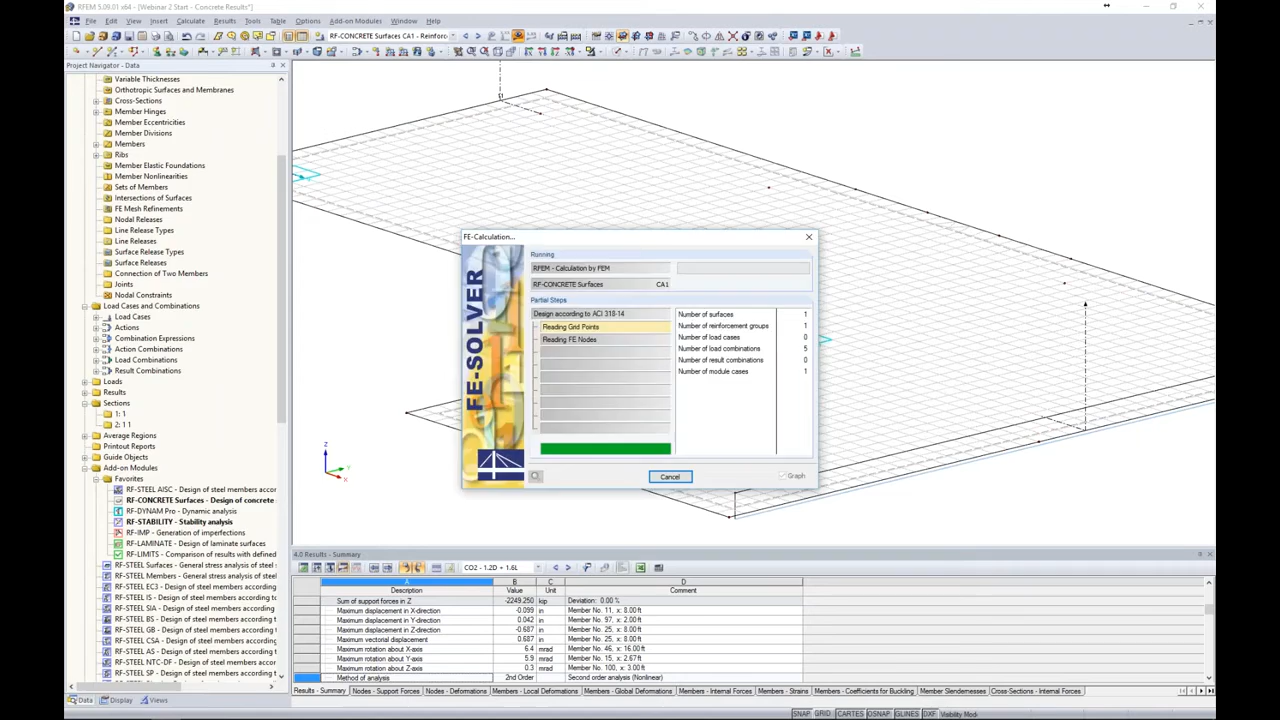 RFEM 5.09.01 x64 - [Webinar 2 Start - Concrete Results*]
File Edit View Insert Calculate Results Tools Table Options Add-on Modules Window Help
RF-CONCRETE Surfaces CA1 - Reinforc
Project Navigator - Data
Variable Thicknesses
Orthotropic Surfaces and Membranes
Cross-Sections
Member Hinges
Member Eccentricities
Member Divisions
Members
Ribs
Member Elastic Foundations
Member Nonlinearities
Sets of Members
Intersections of Surfaces
FE Mesh Refinements
Nodal Releases
Line Release Types
Line Releases
Surface Release Types
Surface Releases
Connection of Two Members
Joints
Nodal Constraints
Load Cases and Combinations
Load Cases
Actions
Combination Expressions
Action Combinations
Load Combinations
Result Combinations
Loads
Results
Sections
1: 1
2: 1 1
Average Regions
Printout Reports
Guide Objects
Add-on Modules
Favorites
RF-STEEL AISC - Design of steel members accor
RF-CONCRETE Surfaces - Design of concrete
RF-DYNAM Pro - Dynamic analysis
RF-STABILITY - Stability analysis
RF-IMP - Generation of imperfections
RF-LAMINATE - Design of laminate surfaces
RF-LIMITS - Comparison of results with defined
RF-STEEL Surfaces - General stress analysis of steel
RF-STEEL Members - General stress analysis of ste
RF-STEEL EC3 - Design of steel members accordin
RF-STEEL IS - Design of steel members according
RF-STEEL SIA - Design of steel members accordin
RF-STEEL BS - Design of steel members according
RF-STEEL GB - Design of steel members according
RF-STEEL CSA - Design of steel members accordin
RF-STEEL AS - Design of steel members according
RF-STEEL NTC-DF - Design of steel members acco
RF-STEEL SP - Design of steel members according
Data Display Views
Z
Y
X
FE-Calculation...
FE-SOLVER
Running
RFEM - Calculation by FEM
RF-CONCRETE Surfaces CA1
Partial Steps
Design according to ACI 318-14
Reading Grid Points
Reading FE Nodes
Number of surfaces 1
Number of reinforcement groups 1
Number of load cases 0
Number of load combinations 5
Number of result combinations 0
Number of module cases 1
Cancel
Graph
4.0 Results - Summary
CO2 - 1.2D + 1.6L
A B C D
Description Value Unit Comment
Sum of support forces in Z -2249.250 kip Deviation: 0.00 %
Maximum displacement in X-direction -0.099 in Member No. 11, x: 8.00 ft
Maximum displacement in Y-direction 0.042 in Member No. 97, x: 2.00 ft
Maximum displacement in Z-direction -0.687 in Member No. 25, x: 8.00 ft
Maximum vectorial displacement 0.687 in Member No. 25, x: 8.00 ft
Maximum rotation about X-axis 6.4 mrad Member No. 46, x: 16.00 ft
Maximum rotation about Y-axis 5.9 mrad Member No. 15, x: 2.67 ft
Maximum rotation about Z-axis 0.3 mrad Member No. 100, x: 3.00 ft
Method of analysis 2nd Order Second order analysis (Nonlinear)
Results - Summary Nodes - Support Forces Nodes - Deformations Members - Local Deformations Members - Global Deformations Members - Internal Forces Members - Strains Members - Coefficients for Buckling Member Slendernesses Cross-Sections - Internal Forces
SNAP GRID CARTES OSNAP GLINES DXF Visibility Mode